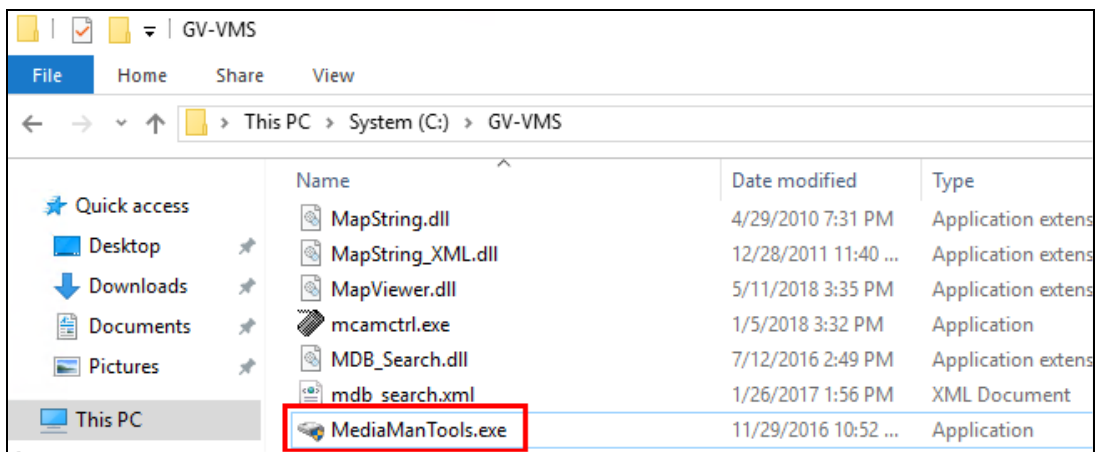 GV-VMS
File Home Share View
This PC > System (C:) > GV-VMS
Name Date modified Type
Quick access
Desktop
Downloads
Documents
Pictures
This PC
MapString.dll 4/29/2010 7:31 PM Application extens
MapString_XML.dll 12/28/2011 11:40 ... Application extens
MapViewer.dll 5/11/2018 3:35 PM Application extens
mcamctrl.exe 1/5/2018 3:32 PM Application
MDB_Search.dll 7/12/2016 2:49 PM Application extens
mdb_search.xml 1/26/2017 1:56 PM XML Document
MediaManTools.exe 11/29/2016 10:52 ... Application